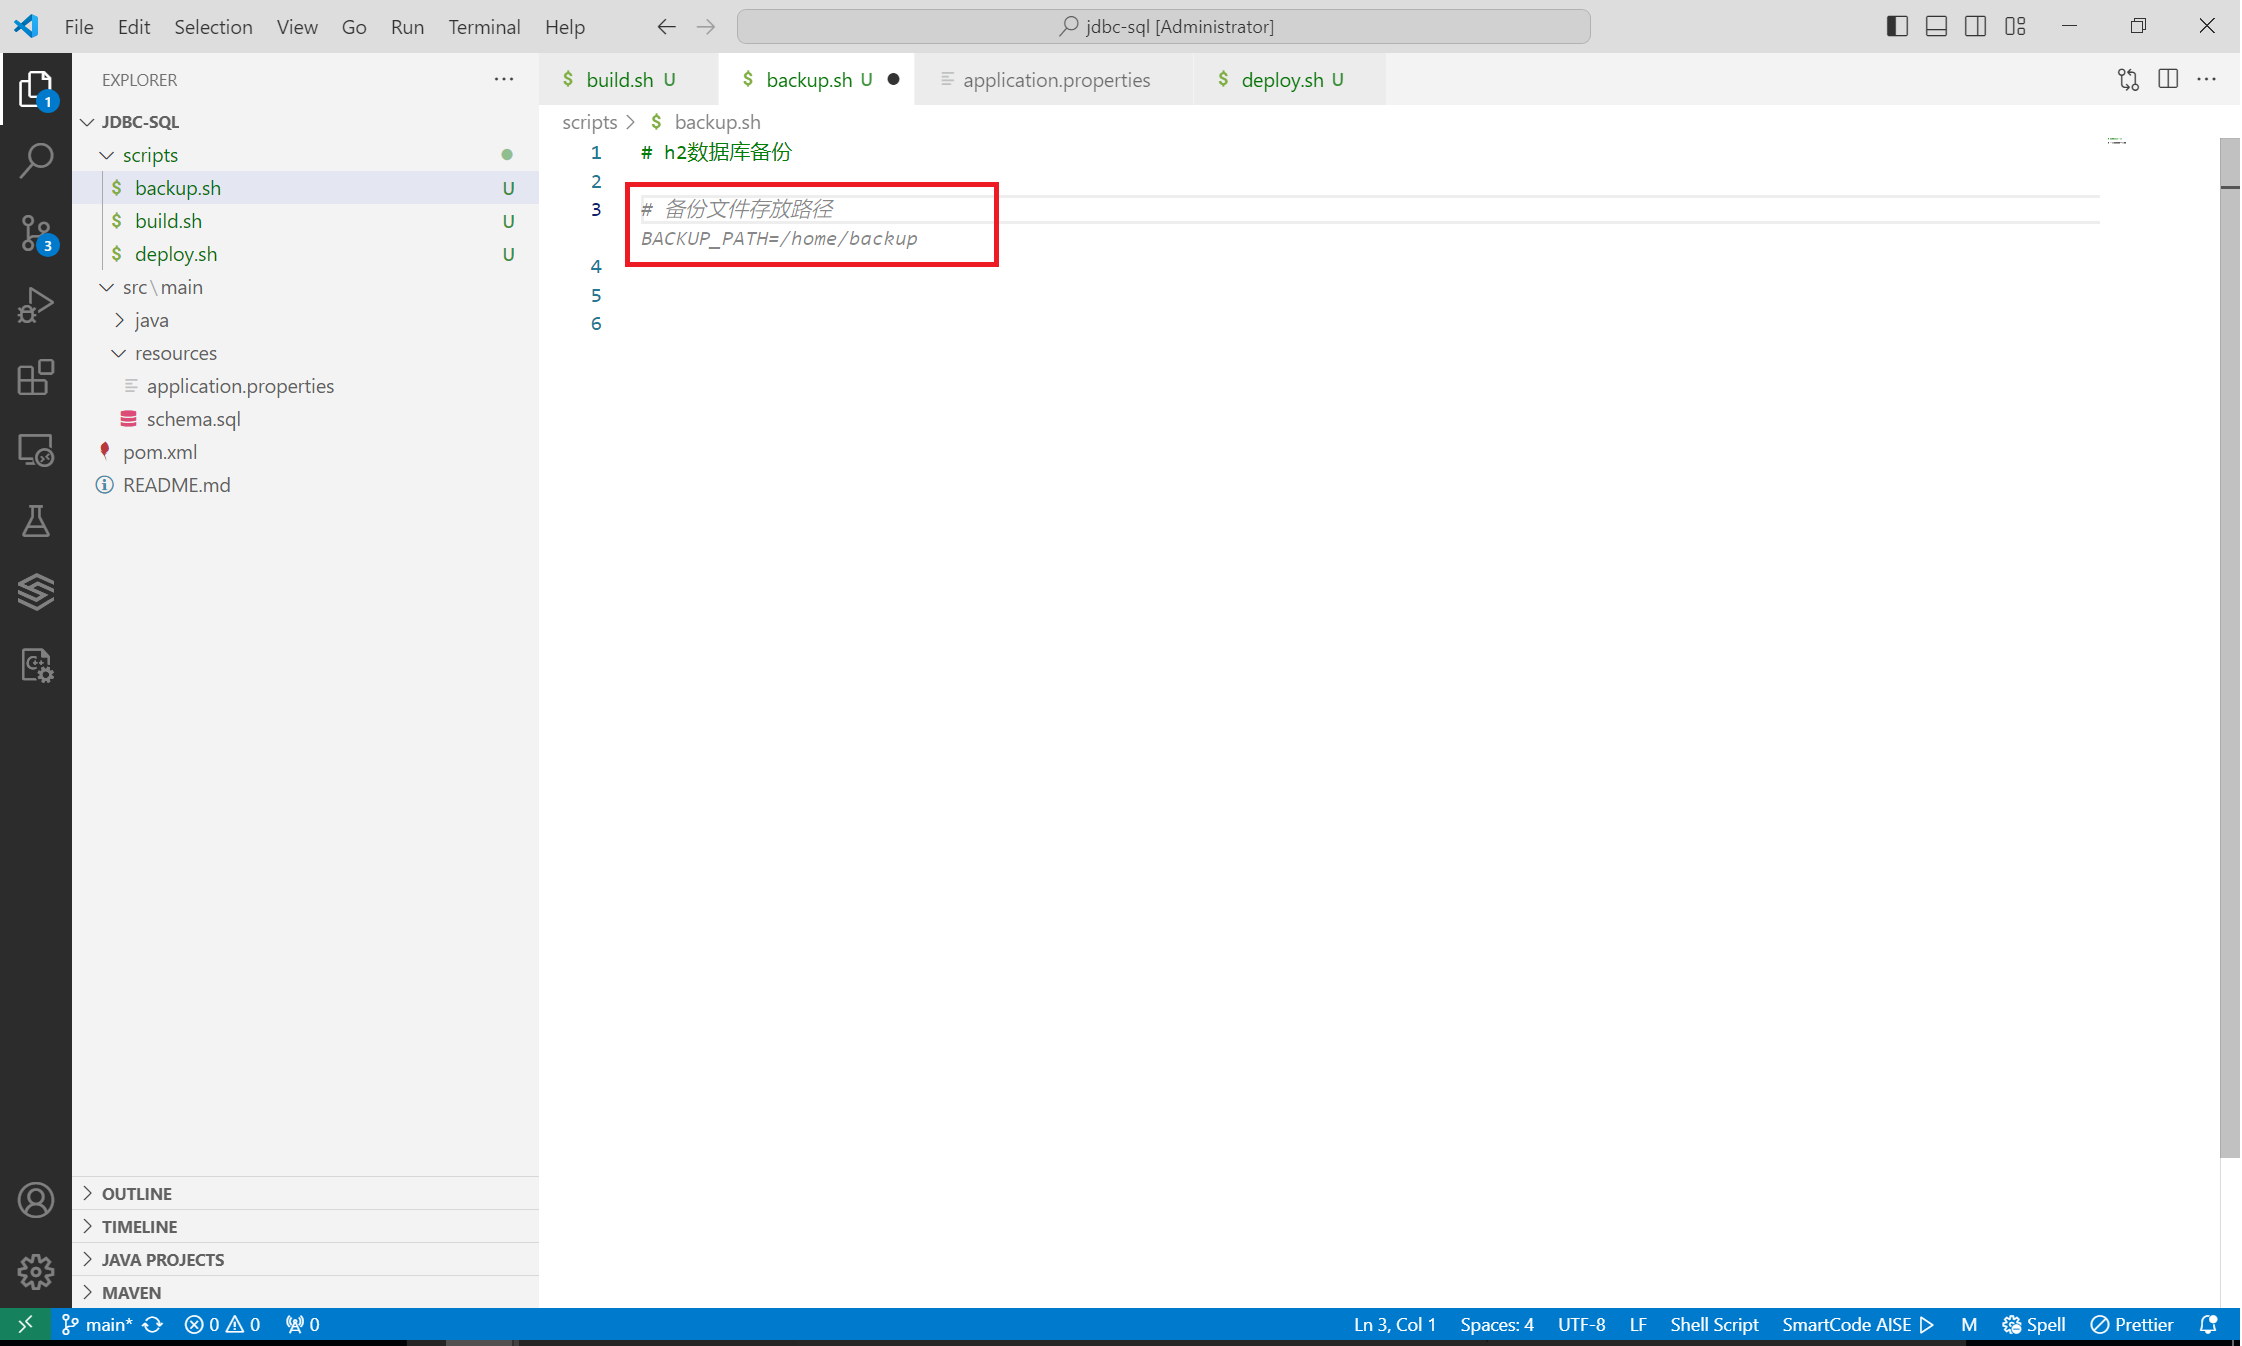 File Edit Selection View Go Run Terminal Help
jdbc-sql [Administrator]
EXPLORER
build.sh U
backup.sh U
application.properties
deploy.sh U
1
scripts > $ backup.sh
JDBC-SQL
scripts
$ backup.sh U
$ build.sh U
$ deploy.sh U
src\main
java
resources
application.properties
schema.sql
pom.xml
README.md
3
1 # h2数据库备份
2
3 # 备份文件存放路径
BACKUP_PATH=/home/backup
4
5
6
OUTLINE
TIMELINE
JAVA PROJECTS
MAVEN
main* 0 0 0
Ln 3, Col 1 Spaces: 4 UTF-8 LF Shell Script SmartCode AISE M Spell Prettier